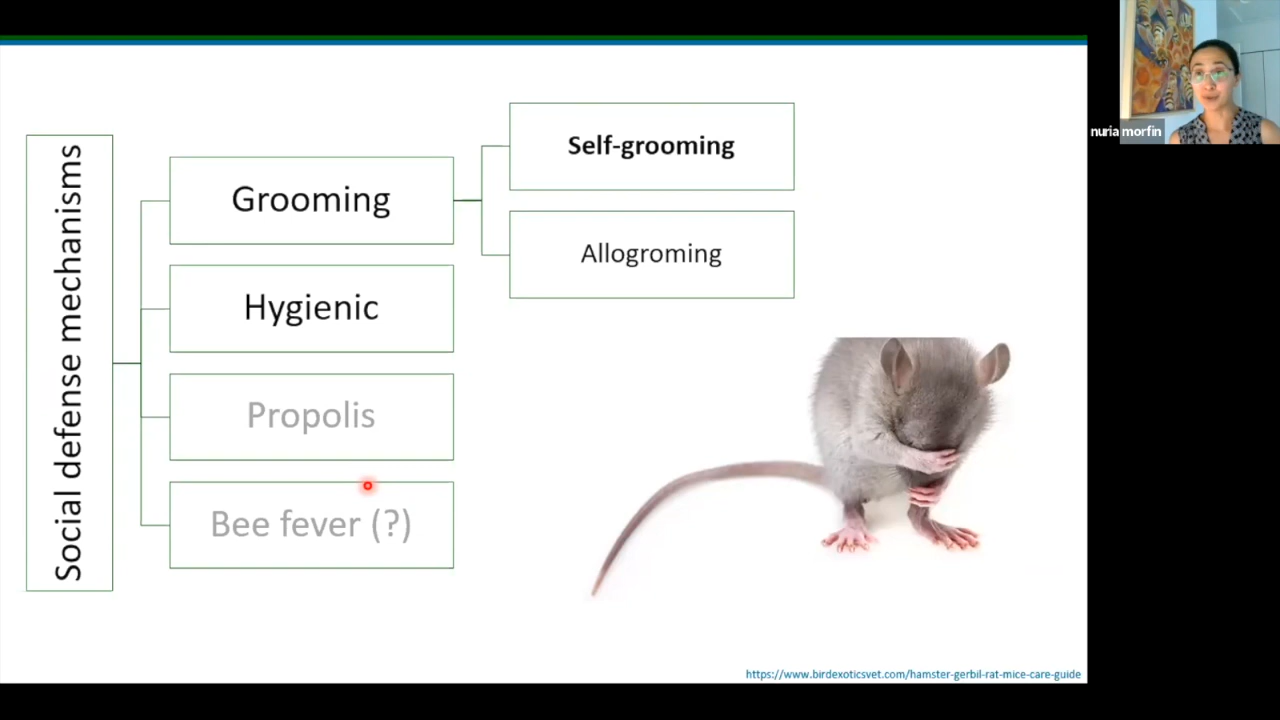 Social defense mechanisms
Grooming
Hygienic
Propolis
Bee fever (?)
Self-grooming
Allogroming
nuria morfin
https://www.birdexoticsvet.com/hamster-gerbil-rat-mice-care-guide